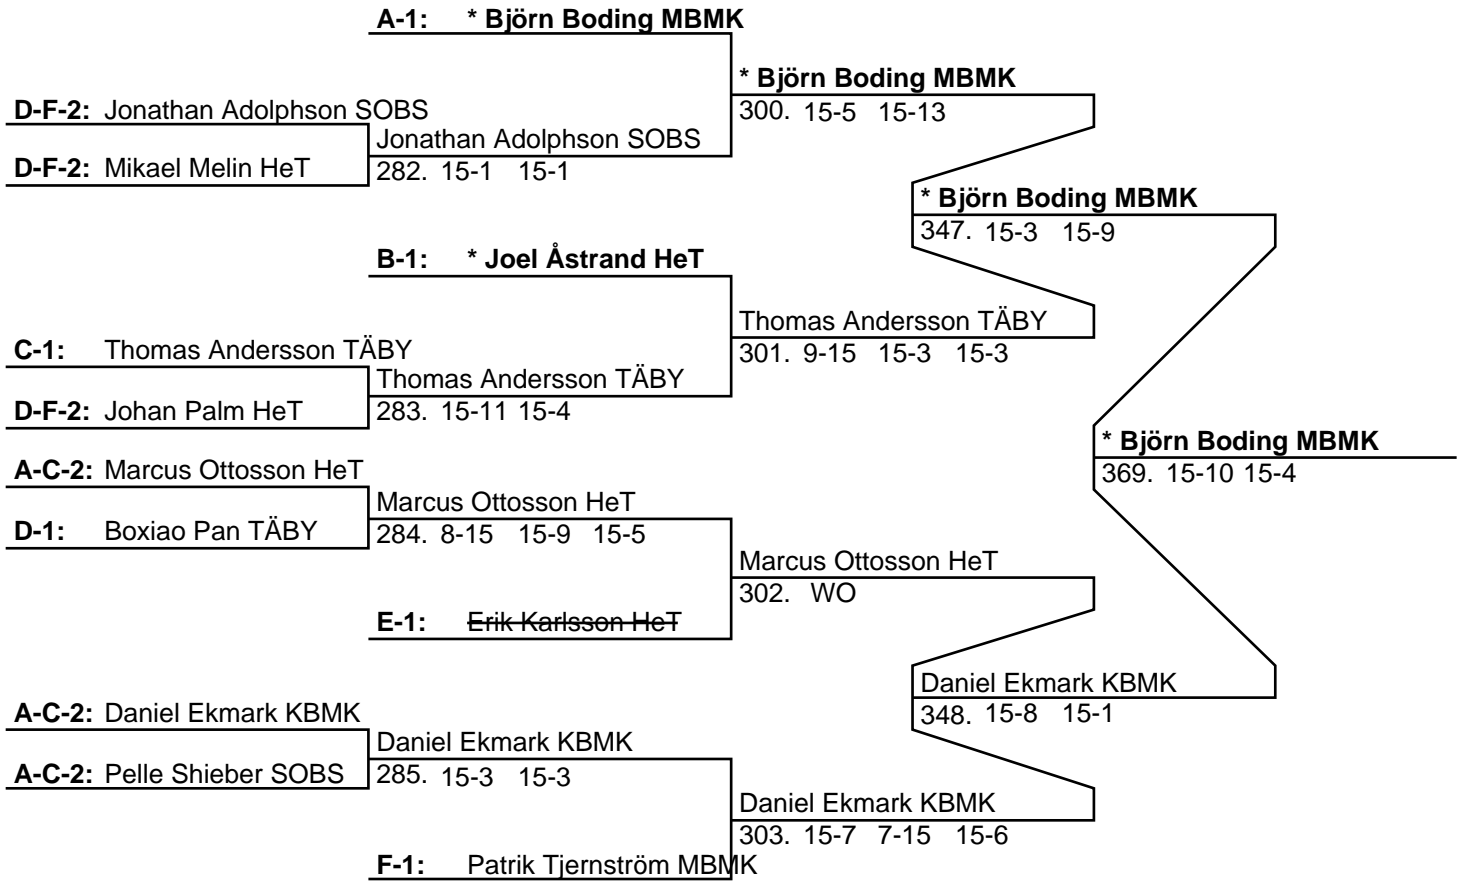 A-1: * Björn Boding MBMK
* Björn Boding MBMK
300. 15-5 15-13
D-F-2: Jonathan Adolphson SOBS
Jonathan Adolphson SOBS
282. 15-1 15-1
D-F-2: Mikael Melin HeT
* Björn Boding MBMK
347. 15-3 15-9
B-1: * Joel Åstrand HeT
Thomas Andersson TÄBY
301. 9-15 15-3 15-3
C-1: Thomas Andersson TÄBY
Thomas Andersson TÄBY
283. 15-11 15-4
D-F-2: Johan Palm HeT
* Björn Boding MBMK
369. 15-10 15-4
A-C-2: Marcus Ottosson HeT
Marcus Ottosson HeT
284. 8-15 15-9 15-5
D-1: Boxiao Pan TÄBY
Marcus Ottosson HeT
302. WO
E-1: Erik Karlsson HeT
Daniel Ekmark KBMK
348. 15-8 15-1
A-C-2: Daniel Ekmark KBMK
Daniel Ekmark KBMK
285. 15-3 15-3
A-C-2: Pelle Shieber SOBS
Daniel Ekmark KBMK
303. 15-7 7-15 15-6
F-1: Patrik Tjernström MBMK